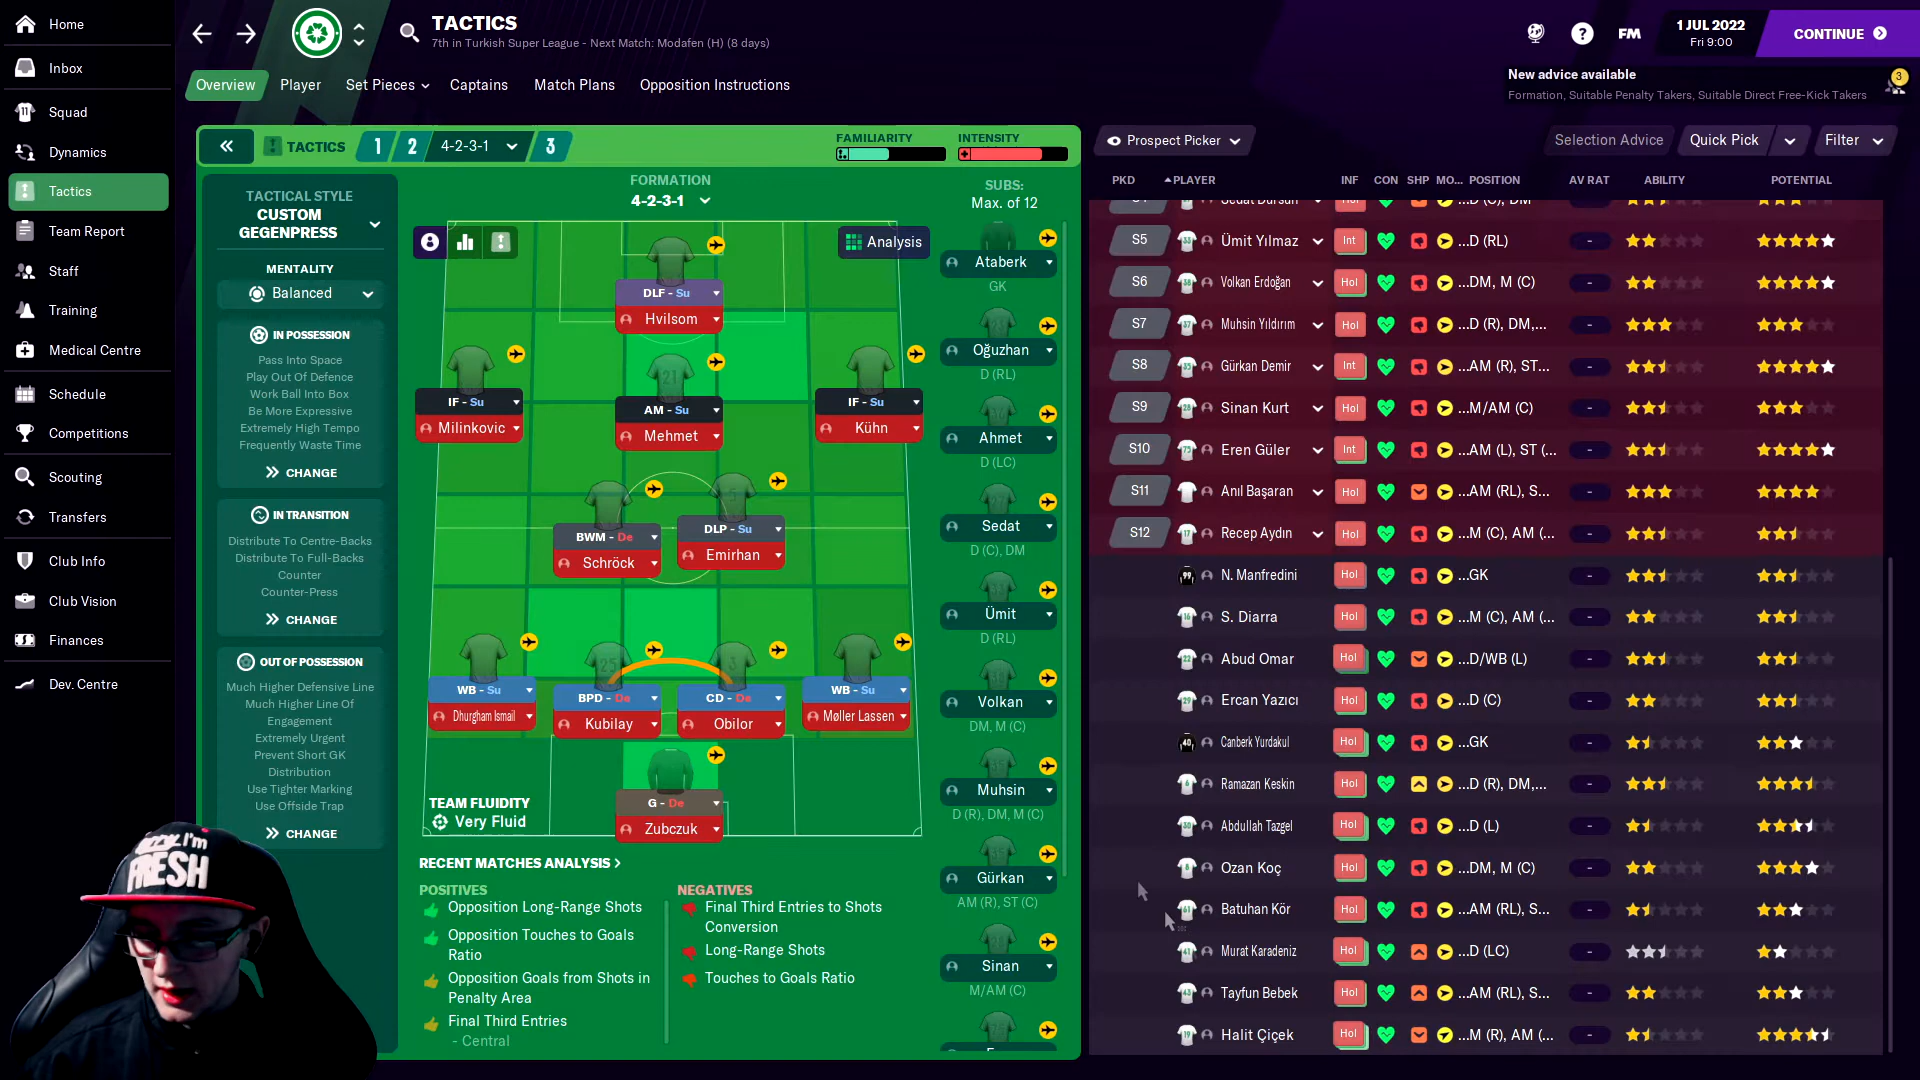 Home
Inbox
Squad
Dynamics
Tactics
Team Report
Staff
Training
Medical Centre
Schedule
Competitions
Scouting
Transfers
Club Info
Club Vision
Finances
Dev. Centre
TACTICS
7th in Turkish Super League - Next Match: Modafen (H) (8 days)
FM
1 JUL 2022
Fri 9:00
CONTINUE
Overview
Player
Set Pieces
Captains
Match Plans
Opposition Instructions
New advice available
3
Formation, Suitable Penalty Takers, Suitable Direct Free-Kick Takers
TACTICS
1
2
4-2-3-1
3
FAMILIARITY
INTENSITY
TACTICAL STYLE
CUSTOM
GEGENPRESS
MENTALITY
Balanced
IN POSSESSION
Pass Into Space
Play Out Of Defence
Work Ball Into Box
Be More Expressive
Extremely High Tempo
Frequently Waste Time
CHANGE
IN TRANSITION
Distribute To Centre-Backs
Distribute To Full-Backs
Counter
Counter-Press
CHANGE
OUT OF POSSESSION
Much Higher Defensive Line
Much Higher Line Of
Engagement
Extremely Urgent
Prevent Short GK
Distribution
Use Tighter Marking
Use Offside Trap
CHANGE
FORMATION
4-2-3-1
Analysis
DLF - Su
Hvilsom
IF - Su
Milinkovic
21
AM - Su
Mehmet
IF - Su
Kühn
BWM - De
Schröck
5
DLP - Su
Emirhan
WB - Su
Dhurgham Ismail
25
BPD - De
Kubilay
3
CD - De
Obilor
WB - Su
Møller Lassen
G - De
Zubczuk
TEAM FLUIDITY
Very Fluid
SUBS:
Max. of 12
Ataberk
GK
Oğuzhan
D (RL)
Ahmet
D (LC)
Sedat
D (C), DM
Ümit
D (RL)
Volkan
DM, M (C)
Muhsin
D (R), DM, M (C)
Gürkan
AM (R), ST (C)
Sinan
M/AM (C)
RECENT MATCHES ANALYSIS
POSITIVES
Opposition Long-Range Shots
Opposition Touches to Goals
Ratio
Opposition Goals from Shots in
Penalty Area
Final Third Entries
- Central
NEGATIVES
Final Third Entries to Shots
Conversion
Long-Range Shots
Touches to Goals Ratio
Prospect Picker
Selection Advice
Quick Pick
Filter
PKD PLAYER INF CON SHP MO... POSITION AV RAT ABILITY POTENTIAL
Sedat Dursun ...D (C), DM
S5 Ümit Yılmaz Int ...D (RL) -
S6 Volkan Erdoğan Hol ...DM, M (C) -
S7 Muhsin Yıldırım Hol ...D (R), DM,... -
S8 Gürkan Demir Int ...AM (R), ST... -
S9 Sinan Kurt Hol ...M/AM (C) -
S10 Eren Güler Int ...AM (L), ST (... -
S11 Anıl Başaran Hol ...AM (RL), S... -
S12 Recep Aydın Hol ...M (C), AM (... -
N. Manfredini Hol ...GK -
S. Diarra Hol ...M (C), AM (... -
Abud Omar Hol ...D/WB (L) -
Ercan Yazıcı Hol ...D (C) -
Canberk Yurdakul Hol ...GK -
Ramazan Keskin Hol ...D (R), DM,... -
Abdullah Tazgel Hol ...D (L) -
Ozan Koç Hol ...DM, M (C) -
Batuhan Kör Hol ...AM (RL), S... -
Murat Karadeniz Hol ...D (LC) -
Tayfun Bebek Hol ...AM (RL), S... -
Halit Çiçek Hol ...M (R), AM (... -
I'm
FRESH